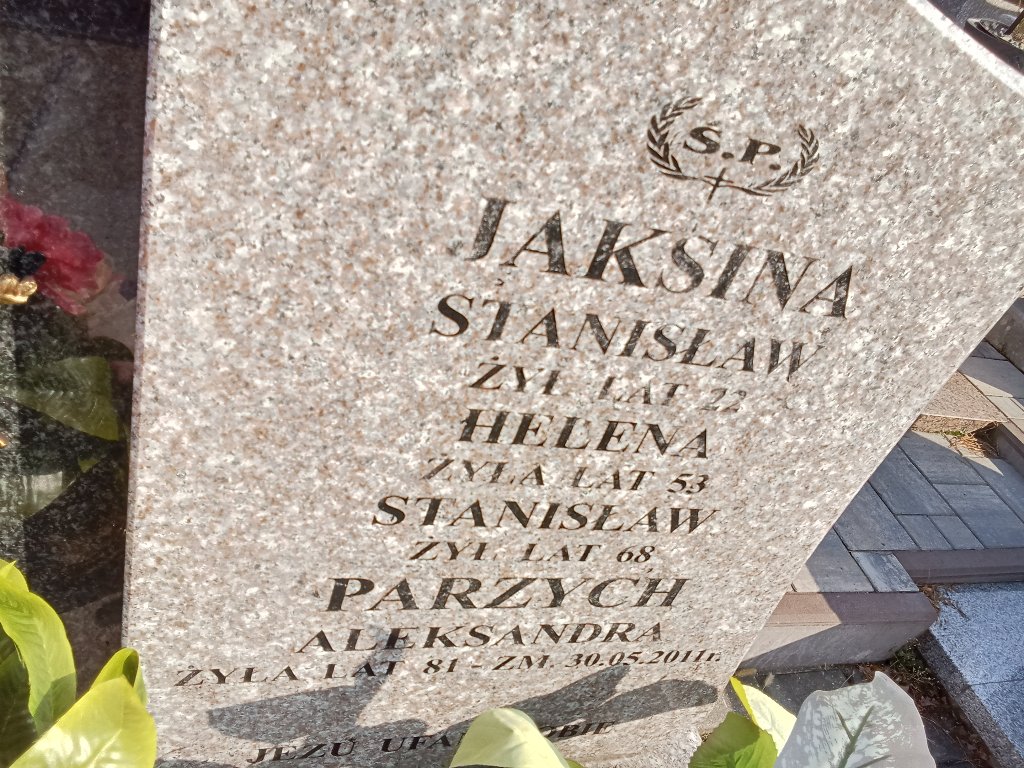 Ś.P.
JAKSINA
STANISŁAW
ŻYŁ LAT 22
HELENA
ŻYŁA LAT 53
STANISŁAW
ŻYŁ LAT 68
PARZYCH
ALEKSANDRA
ŻYŁA LAT 81 - ZM. 30.05.2011r.
JEZU